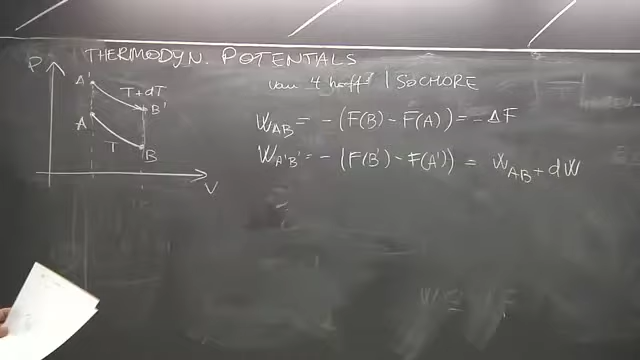 THERMODYN. POTENTIALS
P
A'
T+dT
B'
A
T
B
V
van 't hoff | ISOCHORE
W_AB = - (F(B) - F(A)) = - ΔF
W_A'B' = - (F(B') - F(A')) = W_AB + dW